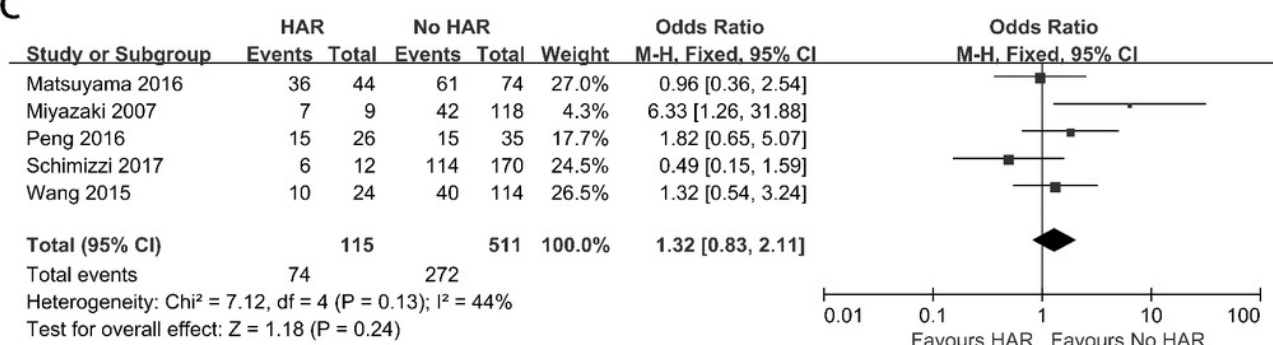 C
HAR No HAR Odds Ratio Odds Ratio
Study or Subgroup Events Total Events Total Weight M-H, Fixed, 95% CI M-H, Fixed, 95% CI
Matsuyama 2016 36 44 61 74 27.0% 0.96 [0.36, 2.54]
Miyazaki 2007 7 9 42 118 4.3% 6.33 [1.26, 31.88]
Peng 2016 15 26 15 35 17.7% 1.82 [0.65, 5.07]
Schimizzi 2017 6 12 114 170 24.5% 0.49 [0.15, 1.59]
Wang 2015 10 24 40 114 26.5% 1.32 [0.54, 3.24]
Total (95% CI) 115 511 100.0% 1.32 [0.83, 2.11]
Total events 74 272
Heterogeneity: Chi² = 7.12, df = 4 (P = 0.13); I² = 44%
Test for overall effect: Z = 1.18 (P = 0.24)
0.01 0.1 1 10 100
Favours HAR Favours No HAR